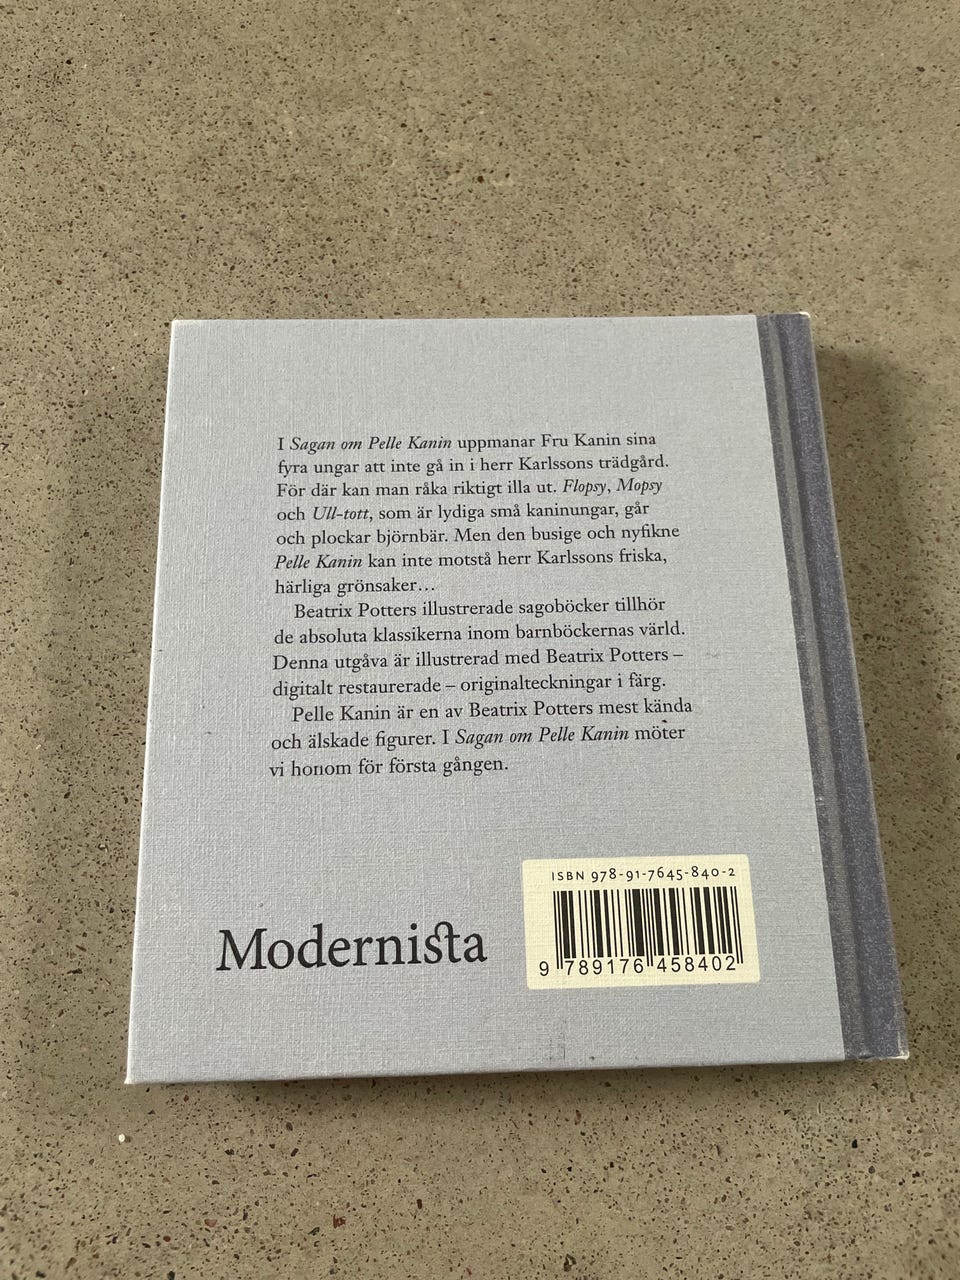 I Sagan om Pelle Kanin uppmanar Fru Kanin sina
fyra ungar att inte gå in i herr Karlssons trädgård.
För där kan man råka riktigt illa ut. Flopsy, Mopsy
och Ull-tott, som är lydiga små kaninungar, går
och plockar björnbär. Men den busige och nyfikne
Pelle Kanin kan inte motstå herr Karlssons friska,
härliga grönsaker…
Beatrix Potters illustrerade sagoböcker tillhör
de absoluta klassikerna inom barnböckernas värld.
Denna utgåva är illustrerad med Beatrix Potters –
digitalt restaurerade – originalteckningar i färg.
Pelle Kanin är en av Beatrix Potters mest kända
och älskade figurer. I Sagan om Pelle Kanin möter
vi honom för första gången.
Modernista
ISBN 978-91-7645-840-2
9 789176 458402